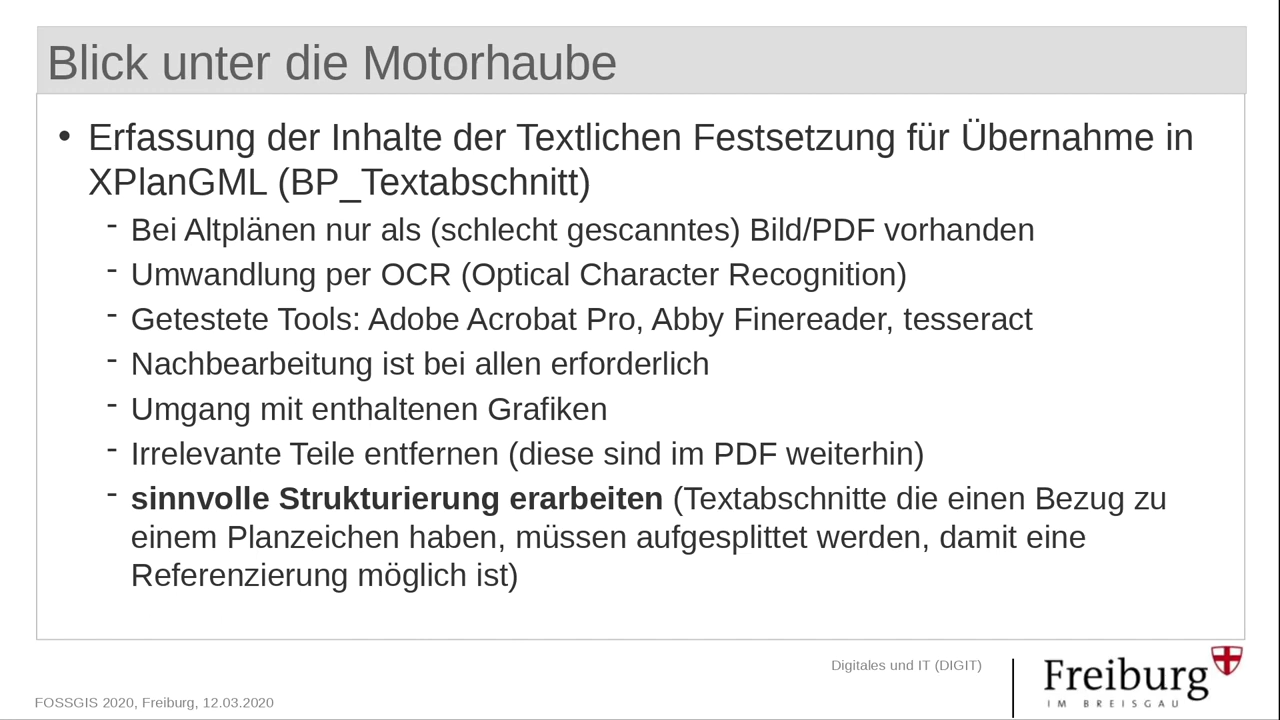 Blick unter die Motorhaube
• Erfassung der Inhalte der Textlichen Festsetzung für Übernahme in
XPlanGML (BP_Textabschnitt)
- Bei Altplänen nur als (schlecht gescanntes) Bild/PDF vorhanden
- Umwandlung per OCR (Optical Character Recognition)
- Getestete Tools: Adobe Acrobat Pro, Abby Finereader, tesseract
- Nachbearbeitung ist bei allen erforderlich
- Umgang mit enthaltenen Grafiken
- Irrelevante Teile entfernen (diese sind im PDF weiterhin)
- sinnvolle Strukturierung erarbeiten (Textabschnitte die einen Bezug zu
einem Planzeichen haben, müssen aufgesplittet werden, damit eine
Referenzierung möglich ist)
Digitales und IT (DIGIT)
Freiburg
IM BREISGAU
FOSSGIS 2020, Freiburg, 12.03.2020